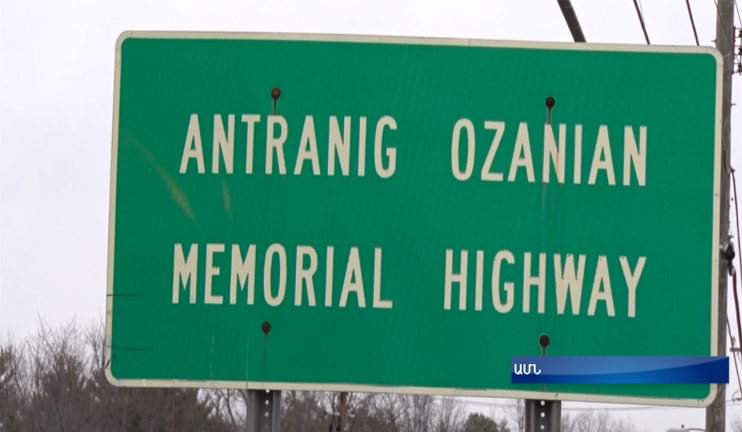 ANTRANIG OZANIAN
MEMORIAL HIGHWAY
ԱՄՆ